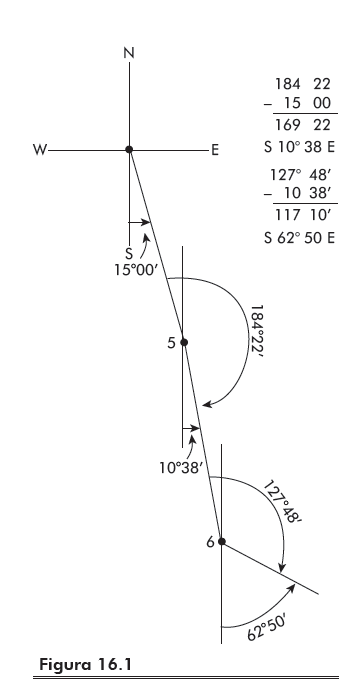 N
184 22
– 15 00
169 22
W E
S 10° 38 E
127° 48′
– 10 38′
117 10′
S
S 62° 50 E
15°00′
184°22′
5
10°38′
127°48′
6
62°50′
Figura 16.1